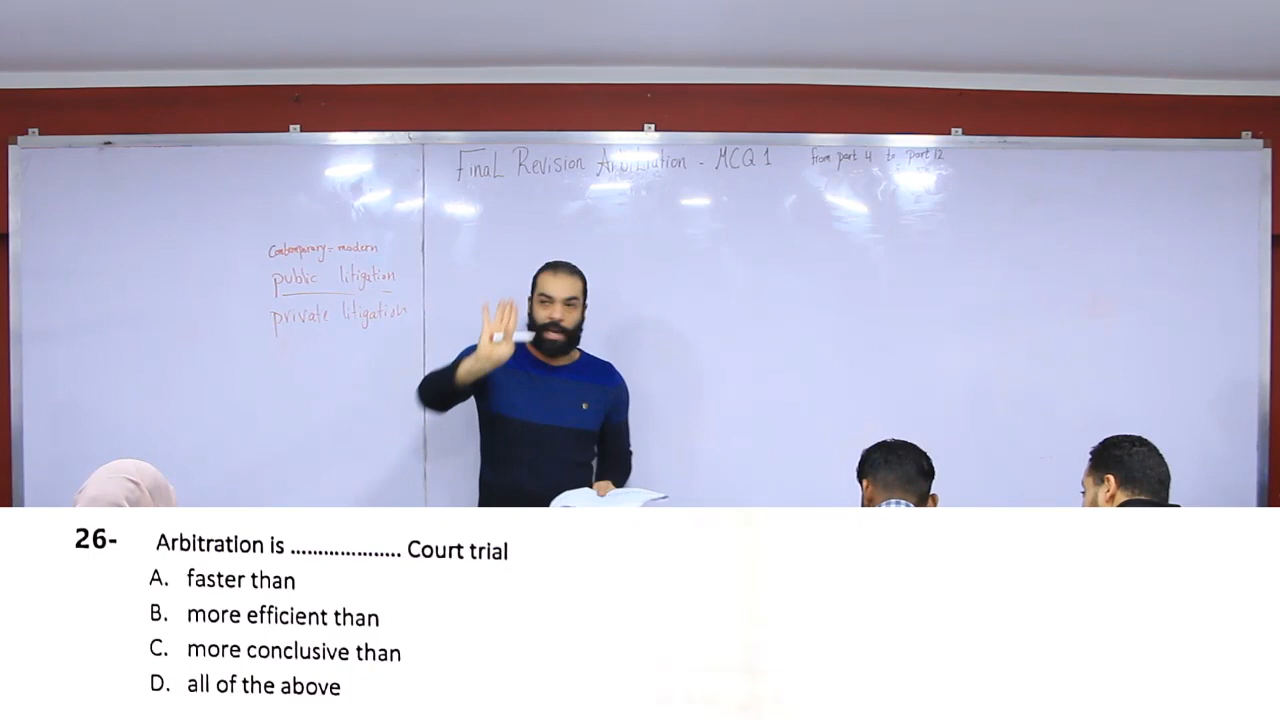 Final Revision Arbitration - MCQ 1 from part 4 to part 12
Contemporary = modern
public litigation
private litigation
26- Arbitration is .................... Court trial
A. faster than
B. more efficient than
C. more conclusive than
D. all of the above